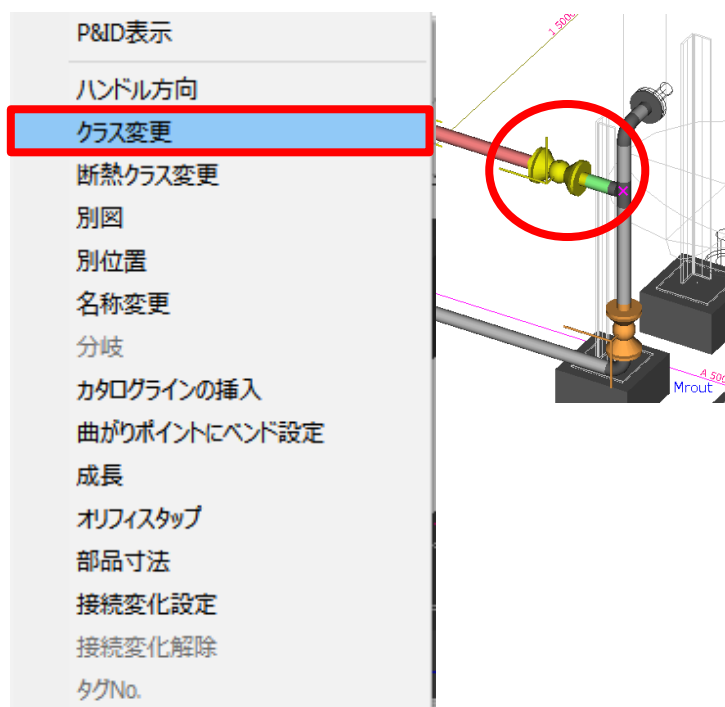 P&ID表示
ハンドル方向
クラス変更
断熱クラス変更
別図
別位置
名称変更
分岐
カタログラインの挿入
曲がりポイントにベンド設定
成長
オリフィスタップ
部品寸法
接続変化設定
接続変化解除
タグNo.
Mrout